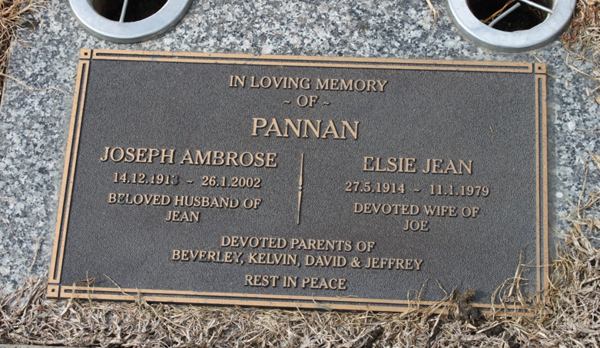 IN LOVING MEMORY
~ OF ~
PANNAN
JOSEPH AMBROSE
14.12.1913 ~ 26.1.2002
BELOVED HUSBAND OF
JEAN
ELSIE JEAN
27.5.1914 ~ 11.1.1979
DEVOTED WIFE OF
JOE
DEVOTED PARENTS OF
BEVERLEY, KELVIN, DAVID & JEFFREY
REST IN PEACE